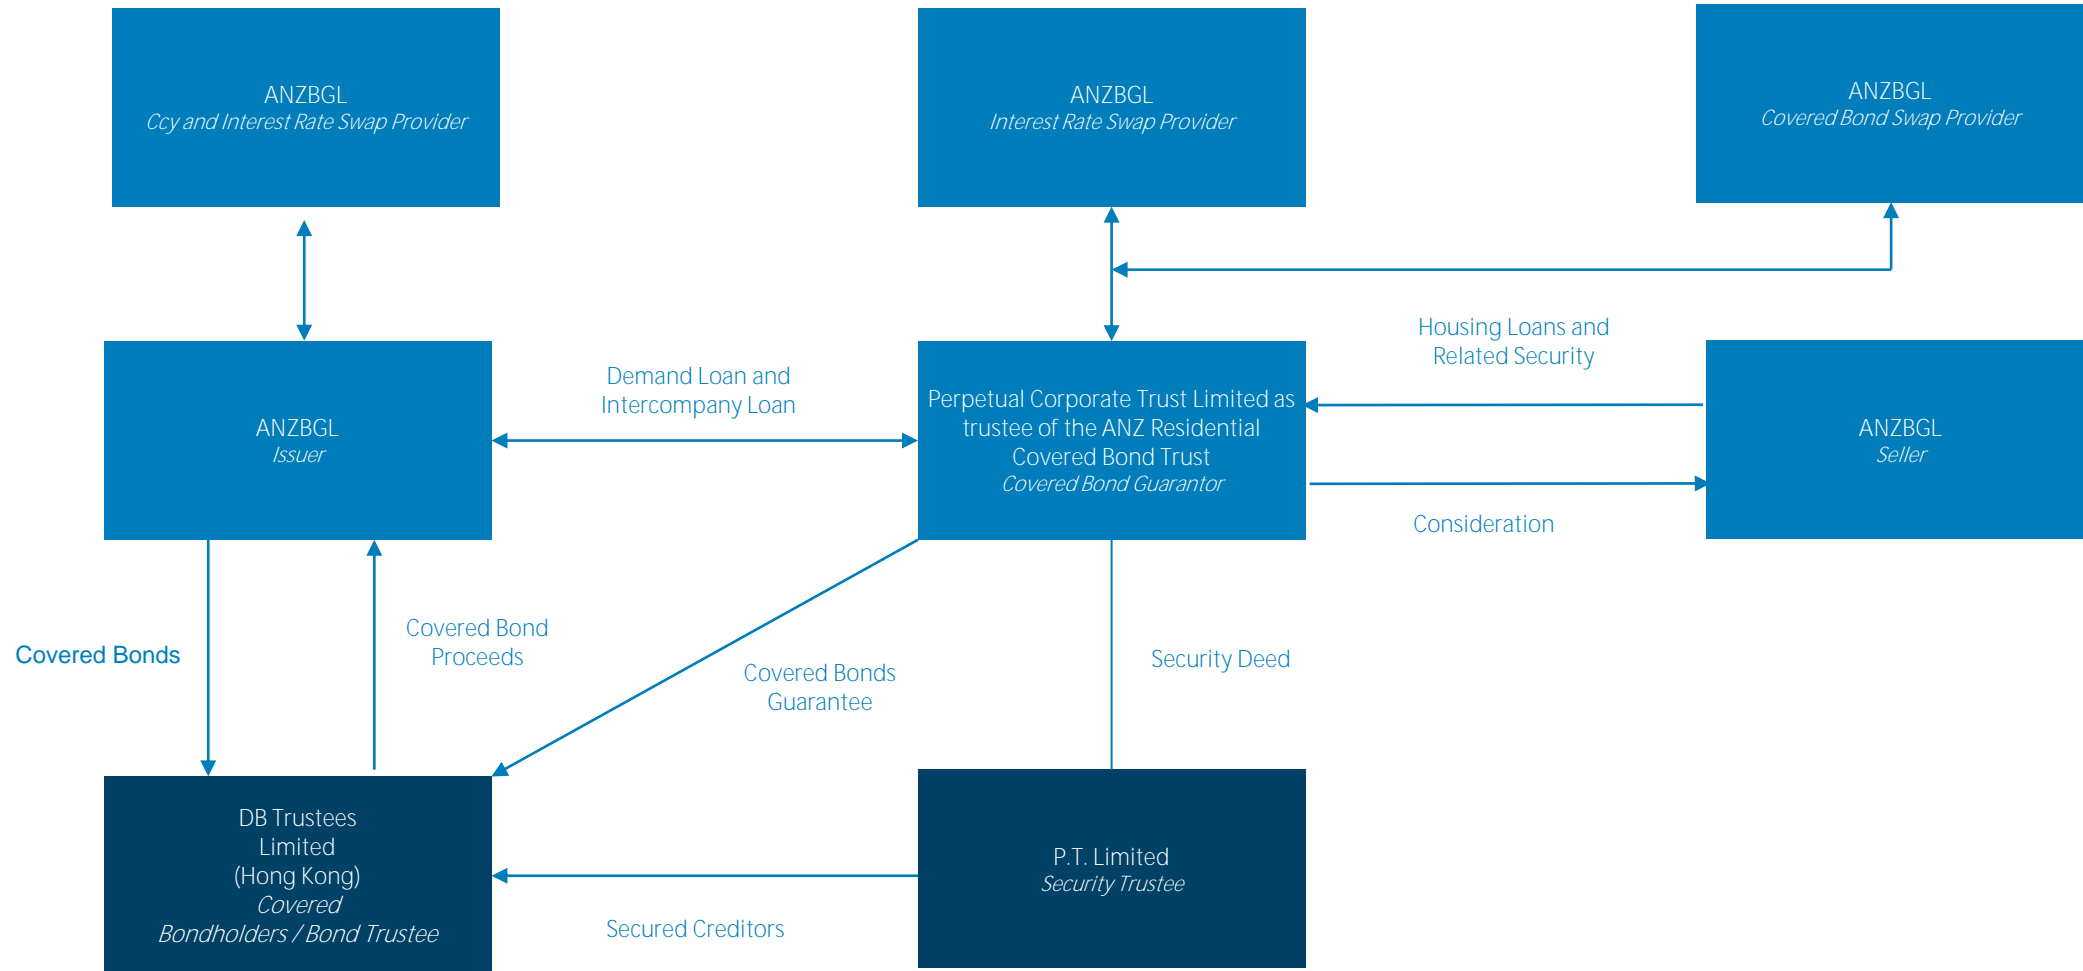 ANZBGL
Ccy and Interest Rate Swap Provider
ANZBGL
Interest Rate Swap Provider
ANZBGL
Covered Bond Swap Provider
Housing Loans and
Related Security
Demand Loan and
Intercompany Loan
ANZBGL
Issuer
Perpetual Corporate Trust Limited as
trustee of the ANZ Residential
Covered Bond Trust
Covered Bond Guarantor
ANZBGL
Seller
Consideration
Covered Bonds
Covered Bond
Proceeds
Covered Bonds
Guarantee
Security Deed
DB Trustees
Limited
(Hong Kong)
Covered
Bondholders / Bond Trustee
P.T. Limited
Security Trustee
Secured Creditors